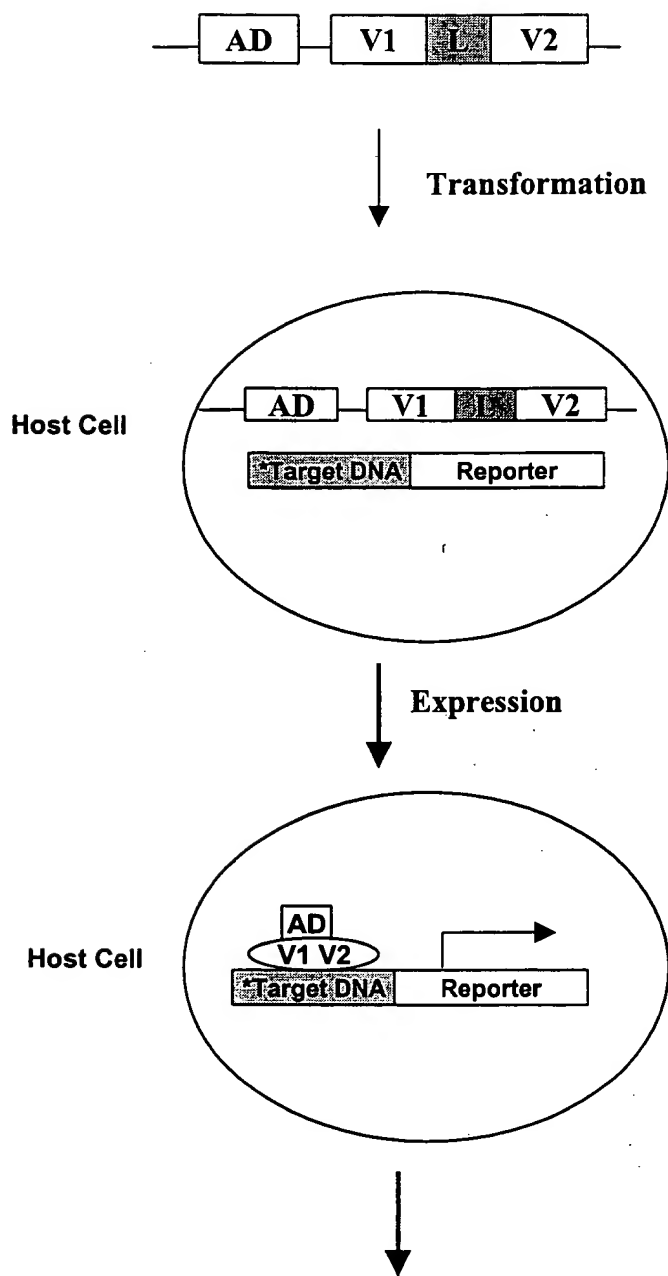 AD V1 L V2
Transformation
Host Cell
AD V1 V2
*Target DNA Reporter
Expression
Host Cell
AD
V1 V2
*Target DNA Reporter